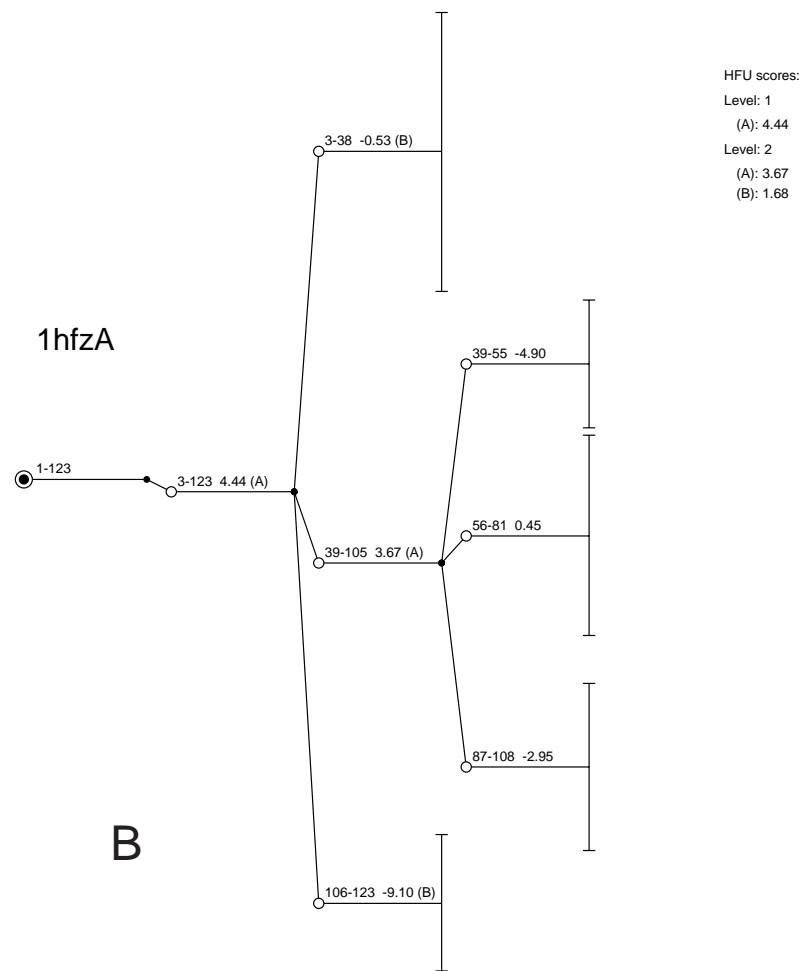 HFU scores:
Level: 1
(A): 4.44
Level: 2
(A): 3.67
(B): 1.68
3-38 -0.53 (B)
1hfzA
39-55 -4.90
1-123
3-123 4.44 (A)
56-81 0.45
39-105 3.67 (A)
87-108 -2.95
B
106-123 -9.10 (B)